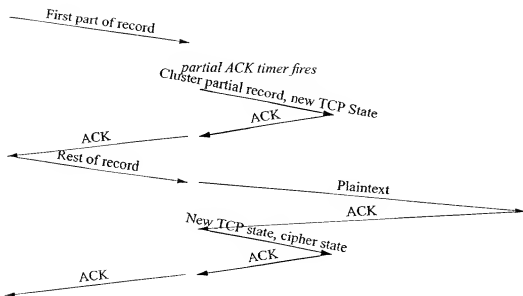 First part of record
partial ACK timer fires
Cluster partial record, new TCP State
ACK
ACK
Rest of record
Plaintext
ACK
New TCP state, cipher state
ACK
ACK